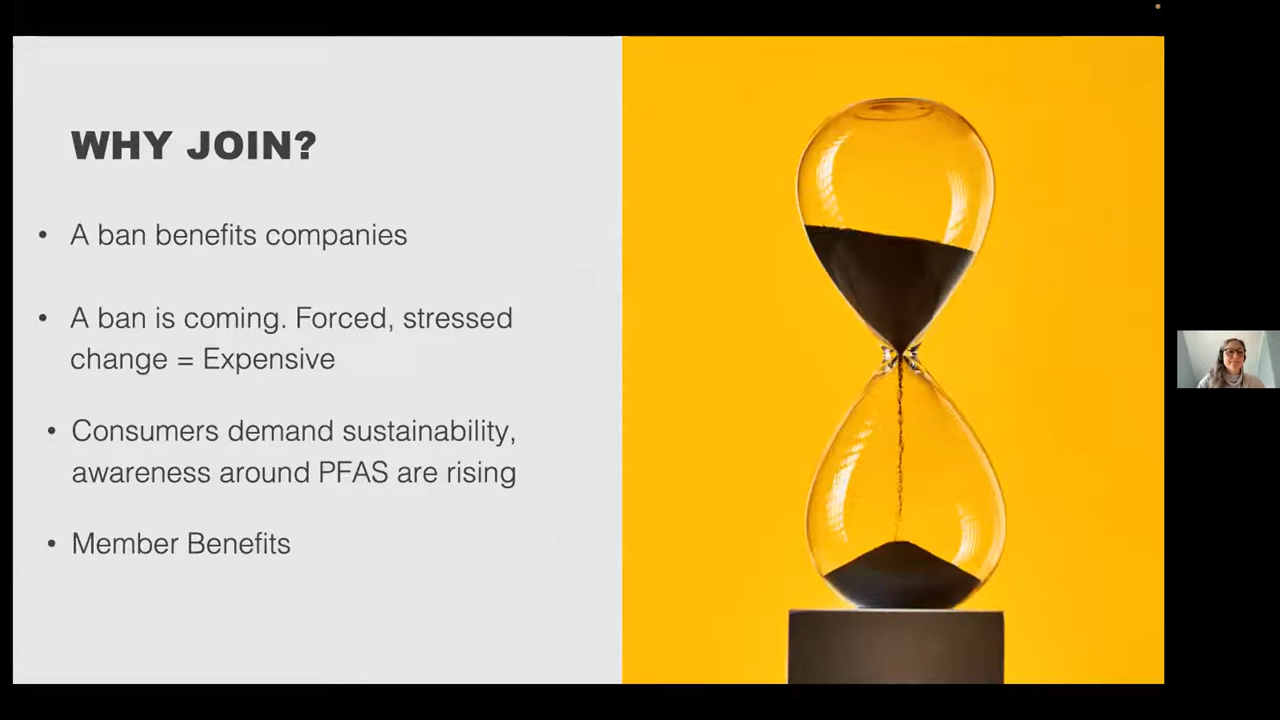 WHY JOIN?
• A ban benefits companies
• A ban is coming. Forced, stressed
change = Expensive
• Consumers demand sustainability,
awareness around PFAS are rising
• Member Benefits